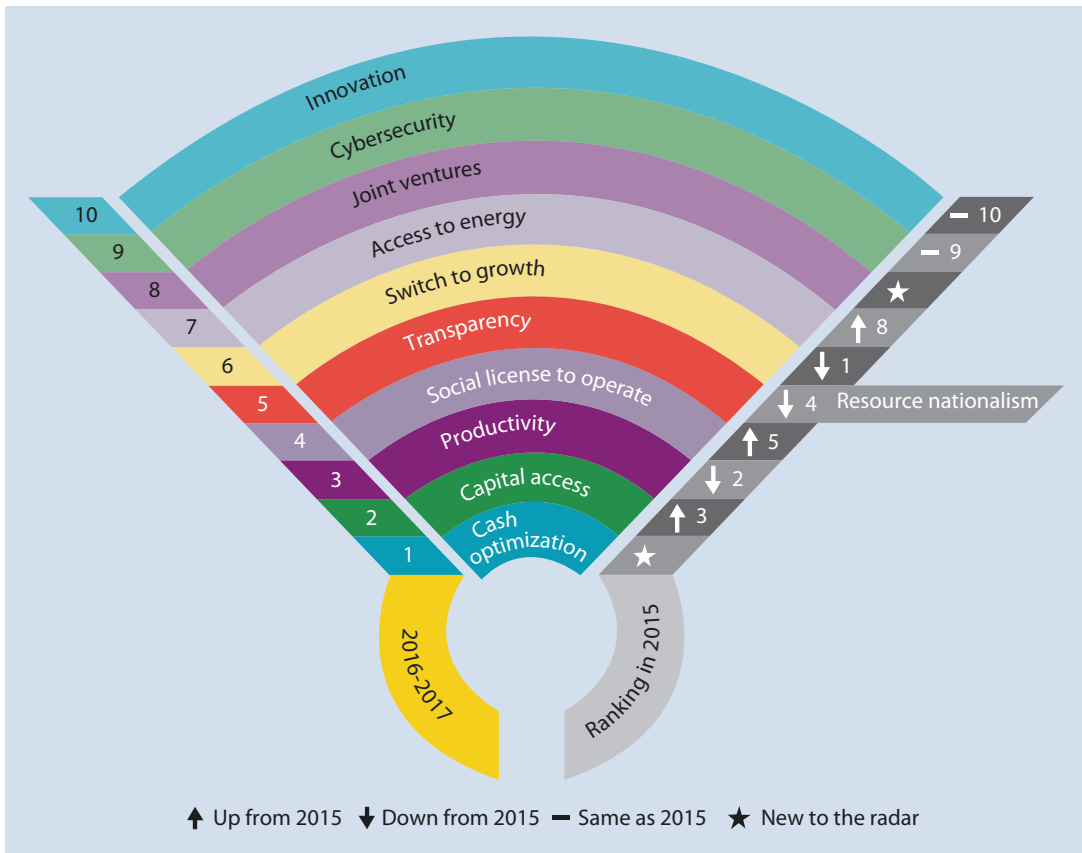 Innovation
Cybersecurity
Joint ventures
Access to energy
Switch to growth
Transparency
Social license to operate
Productivity
Capital access
Cash
optimization
10
9
8
7
6
5
4
3
2
1
10
9
8
1
4 Resource nationalism
5
2
3
2016-2017
Ranking in 2015
Up from 2015 Down from 2015 Same as 2015 New to the radar